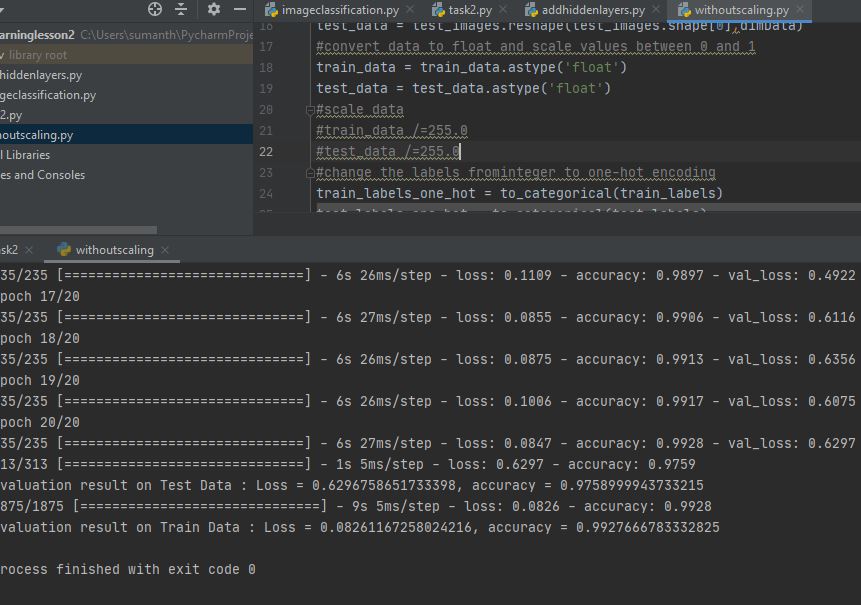 imageclassification.py × task2.py × addhiddenlayers.py × withoutscaling.py ×
arninglesson2 C:\Users\sumanth\PycharmProje
library root
hiddenlayers.py
geclassification.py
2.py
houtscaling.py
l Libraries
es and Consoles
16 test_data = test_images.reshape(test_images.shape[0],dimData)
17 #convert data to float and scale values between 0 and 1
18 train_data = train_data.astype('float')
19 test_data = test_data.astype('float')
20 #scale data
21 #train_data /=255.0
22 #test_data /=255.0
23 #change the labels frominteger to one-hot encoding
24 train_labels_one_hot = to_categorical(train_labels)
25 test_labels_one_hot = to_categorical(test_labels)
sk2 × withoutscaling ×
35/235 [==============================] - 6s 26ms/step - loss: 0.1109 - accuracy: 0.9897 - val_loss: 0.4922
poch 17/20
35/235 [==============================] - 6s 27ms/step - loss: 0.0855 - accuracy: 0.9906 - val_loss: 0.6116
poch 18/20
35/235 [==============================] - 6s 26ms/step - loss: 0.0875 - accuracy: 0.9913 - val_loss: 0.6356
poch 19/20
35/235 [==============================] - 6s 26ms/step - loss: 0.1006 - accuracy: 0.9917 - val_loss: 0.6075
poch 20/20
35/235 [==============================] - 6s 27ms/step - loss: 0.0847 - accuracy: 0.9928 - val_loss: 0.6297
13/313 [==============================] - 1s 5ms/step - loss: 0.6297 - accuracy: 0.9759
valuation result on Test Data : Loss = 0.6296758651733398, accuracy = 0.9758999943733215
875/1875 [==============================] - 9s 5ms/step - loss: 0.0826 - accuracy: 0.9928
valuation result on Train Data : Loss = 0.08261167258024216, accuracy = 0.9927666783332825
rocess finished with exit code 0